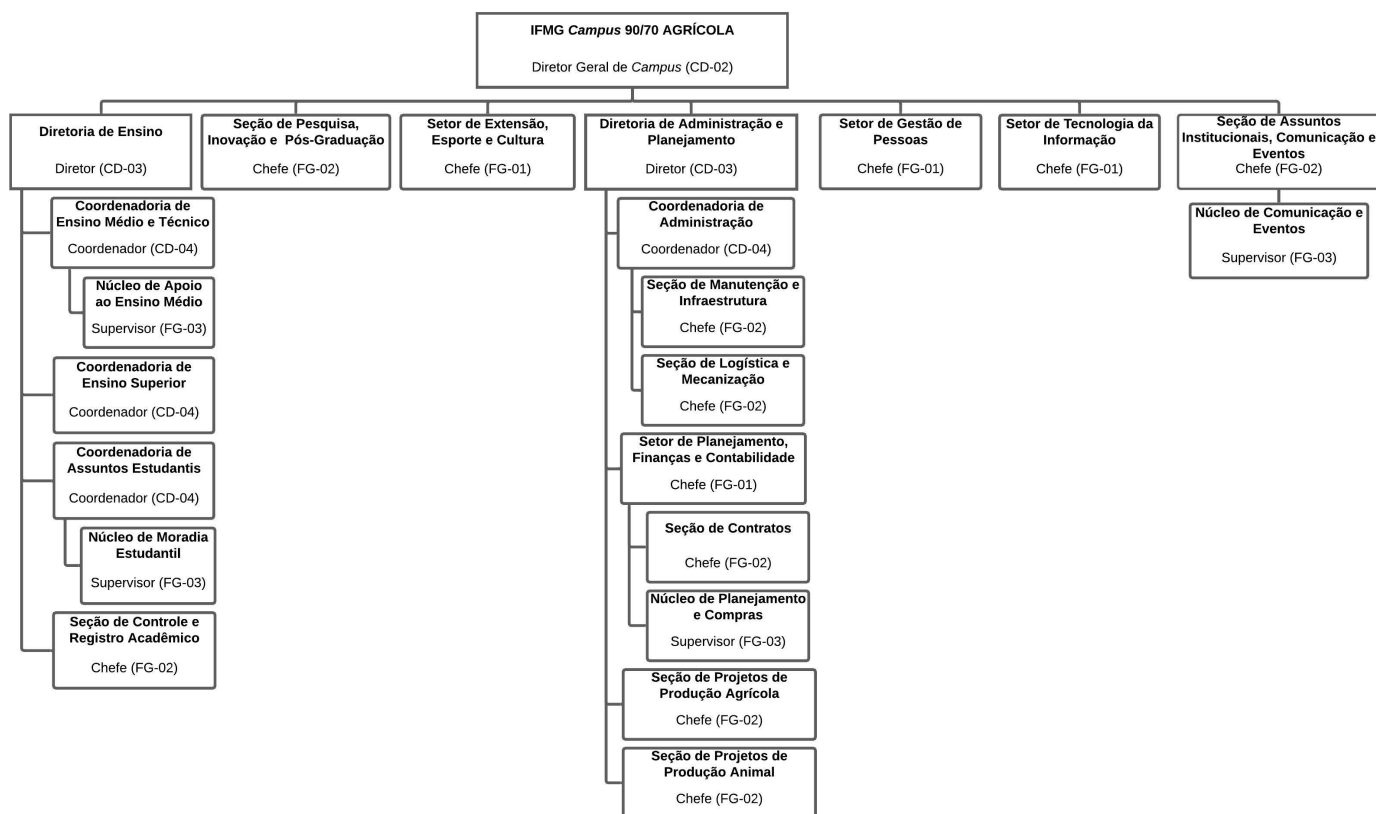 IFMG Campus 90/70 AGRÍCOLA
Diretor Geral de Campus (CD-02)
Diretoria de Ensino
Diretor (CD-03)
Seção de Pesquisa,
Inovação e Pós-Graduação
Chefe (FG-02)
Setor de Extensão,
Esporte e Cultura
Chefe (FG-01)
Diretoria de Administração e
Planejamento
Diretor (CD-03)
Setor de Gestão de
Pessoas
Chefe (FG-01)
Setor de Tecnologia da
Informação
Chefe (FG-01)
Seção de Assuntos
Institucionais, Comunicação e
Eventos
Chefe (FG-02)
Coordenadoria de
Ensino Médio e Técnico
Coordenador (CD-04)
Núcleo de Apoio
ao Ensino Médio
Supervisor (FG-03)
Coordenadoria de
Ensino Superior
Coordenador (CD-04)
Coordenadoria de
Assuntos Estudantis
Coordenador (CD-04)
Núcleo de Moradia
Estudantil
Supervisor (FG-03)
Seção de Controle e
Registro Acadêmico
Chefe (FG-02)
Coordenadoria de
Administração
Coordenador (CD-04)
Seção de Manutenção e
Infraestrutura
Chefe (FG-02)
Seção de Logística e
Mecanização
Chefe (FG-02)
Setor de Planejamento,
Finanças e Contabilidade
Chefe (FG-01)
Seção de Contratos
Chefe (FG-02)
Núcleo de Planejamento
e Compras
Supervisor (FG-03)
Seção de Projetos de
Produção Agrícola
Chefe (FG-02)
Seção de Projetos de
Produção Animal
Chefe (FG-02)
Núcleo de Comunicação e
Eventos
Supervisor (FG-03)